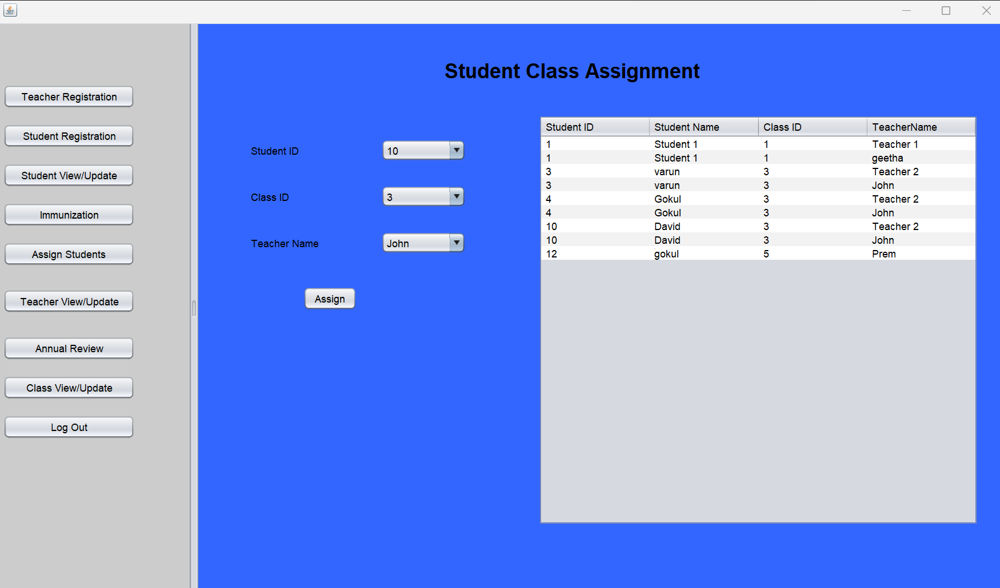 Teacher Registration
Student Registration
Student View/Update
Immunization
Assign Students
Teacher View/Update
Annual Review
Class View/Update
Log Out
Student Class Assignment
Student ID 10
Class ID 3
Teacher Name John
Assign
Student ID Student Name Class ID TeacherName
1 Student 1 1 Teacher 1
1 Student 1 1 geetha
3 varun 3 Teacher 2
3 varun 3 John
4 Gokul 3 Teacher 2
4 Gokul 3 John
10 David 3 Teacher 2
10 David 3 John
12 gokul 5 Prem